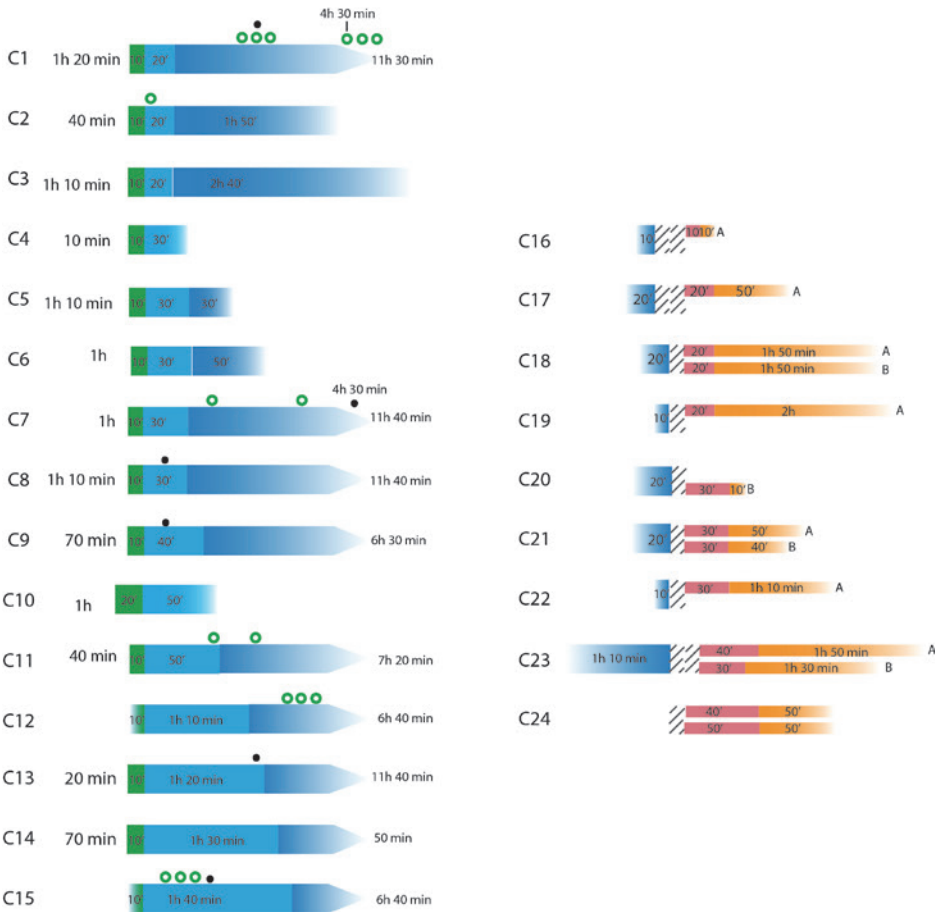 4h 30 min
C1 1h 20 min 10' 20' 11h 30 min
C2 40 min 10' 20' 1h 50'
C3 1h 10 min 10' 20' 2h 40'
C4 10 min 10' 30'
C5 1h 10 min 10' 30' 30'
C6 1h 10' 30'
4h 30 min
C7 1h 10' 30' 11h 40 min
C8 1h 10 min 10' 30' 11h 40 min
C9 70 min 10' 40' 6h 30 min
C10 1h 20' 50'
C11 40 min 10' 50' 7h 20 min
C12 10' 1h 10 min 6h 40 min
C13 20 min 10' 1h 20 min 11h 40 min
C14 70 min 10' 1h 30 min 50 min
C15 10' 1h 40 min 6h 40 min
C16 10 10' 10' A
C17 20' 20' 50' A
C18 20' 20' 1h 50 min A
20' 1h 50 min B
C19 10 20' 2h A
C20 20' 30' 10' B
C21 20' 30' 50' A
30' 40' B
C22 10 30' 1h 10 min A
C23 1h 10 min 40' 1h 50 min A
30' 1h 30 min B
C24 40' 50'
50' 50'